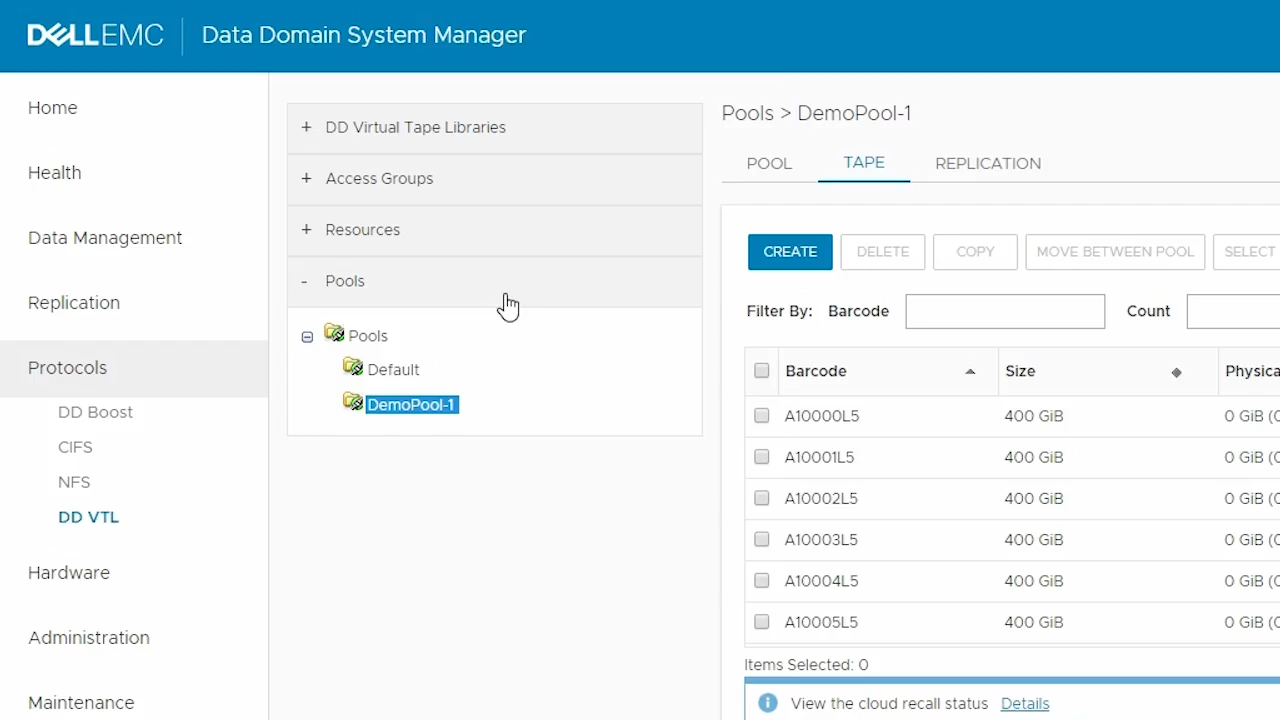 DELL EMC Data Domain System Manager
Home
Health
Data Management
Replication
Protocols
DD Boost
CIFS
NFS
DD VTL
Hardware
Administration
Maintenance
+ DD Virtual Tape Libraries
+ Access Groups
+ Resources
- Pools
Pools
Default
DemoPool-1
Pools > DemoPool-1
POOL TAPE REPLICATION
CREATE DELETE COPY MOVE BETWEEN POOL SELECT
Filter By: Barcode Count
Barcode Size Physica
A10000L5 400 GiB 0 GiB (0
A10001L5 400 GiB 0 GiB (0
A10002L5 400 GiB 0 GiB (0
A10003L5 400 GiB 0 GiB (0
A10004L5 400 GiB 0 GiB (0
A10005L5 400 GiB 0 GiB (0
Items Selected: 0
View the cloud recall status Details